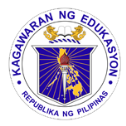 KAGAWARAN NG EDUKASYON
REPUBLIKA NG PILIPINAS